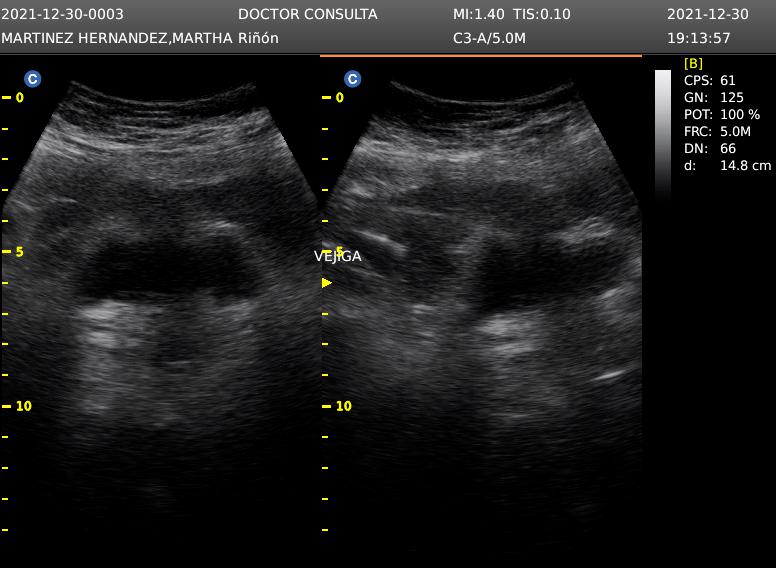 2021-12-30-0003 DOCTOR CONSULTA MI:1.40 TIS:0.10 2021-12-30
MARTINEZ HERNANDEZ,MARTHA Riñón C3-A/5.0M 19:13:57
[B]
C C
0 0
CPS: 61
GN: 125
POT: 100 %
FRC: 5.0M
DN: 66
d: 14.8 cm
5 5
VEJIGA
10 10